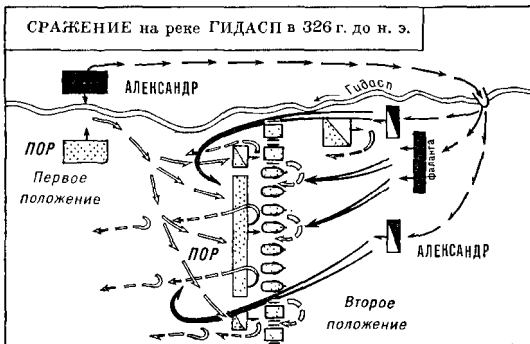 СРАЖЕНИЕ на реке ГИДАСП в 326 г. до н. э.
АЛЕКСАНДР
Гидасп
ПОР
Первое
положение
фаланга
ПОР
АЛЕКСАНДР
Второе
положение